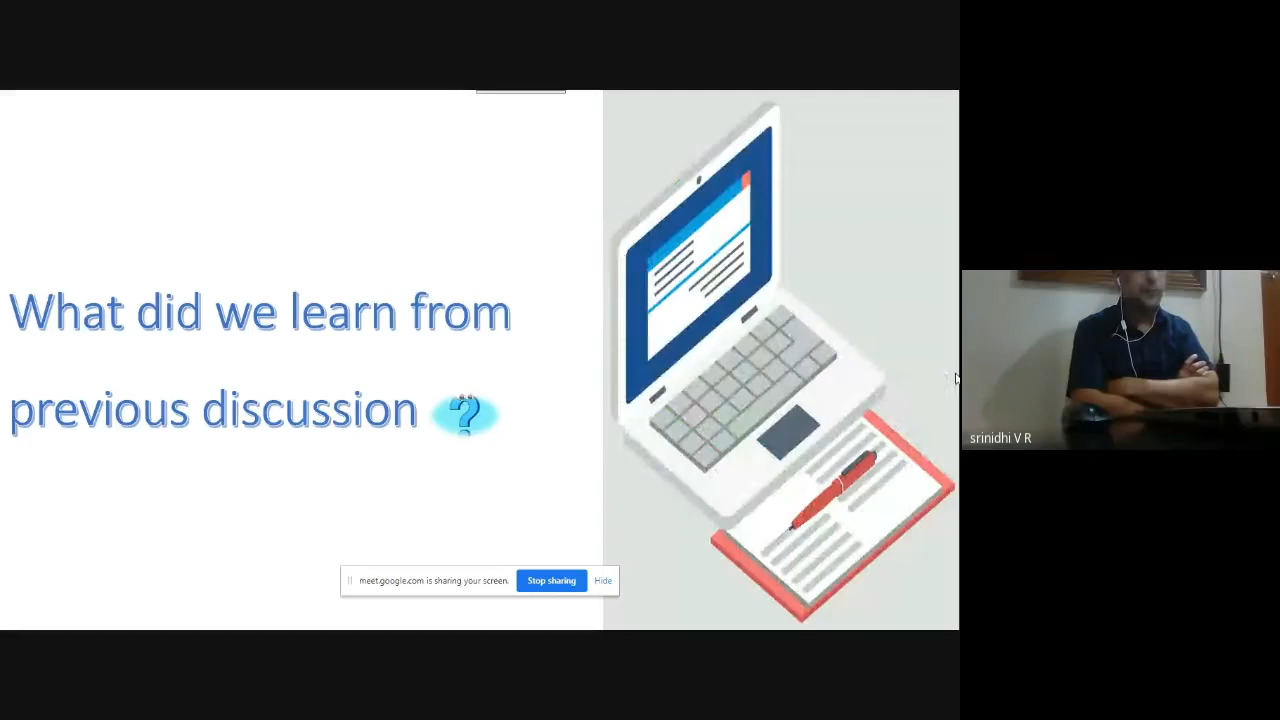 What did we learn from
previous discussion ?
meet.google.com is sharing your screen.
Stop sharing
Hide
srinidhi V R